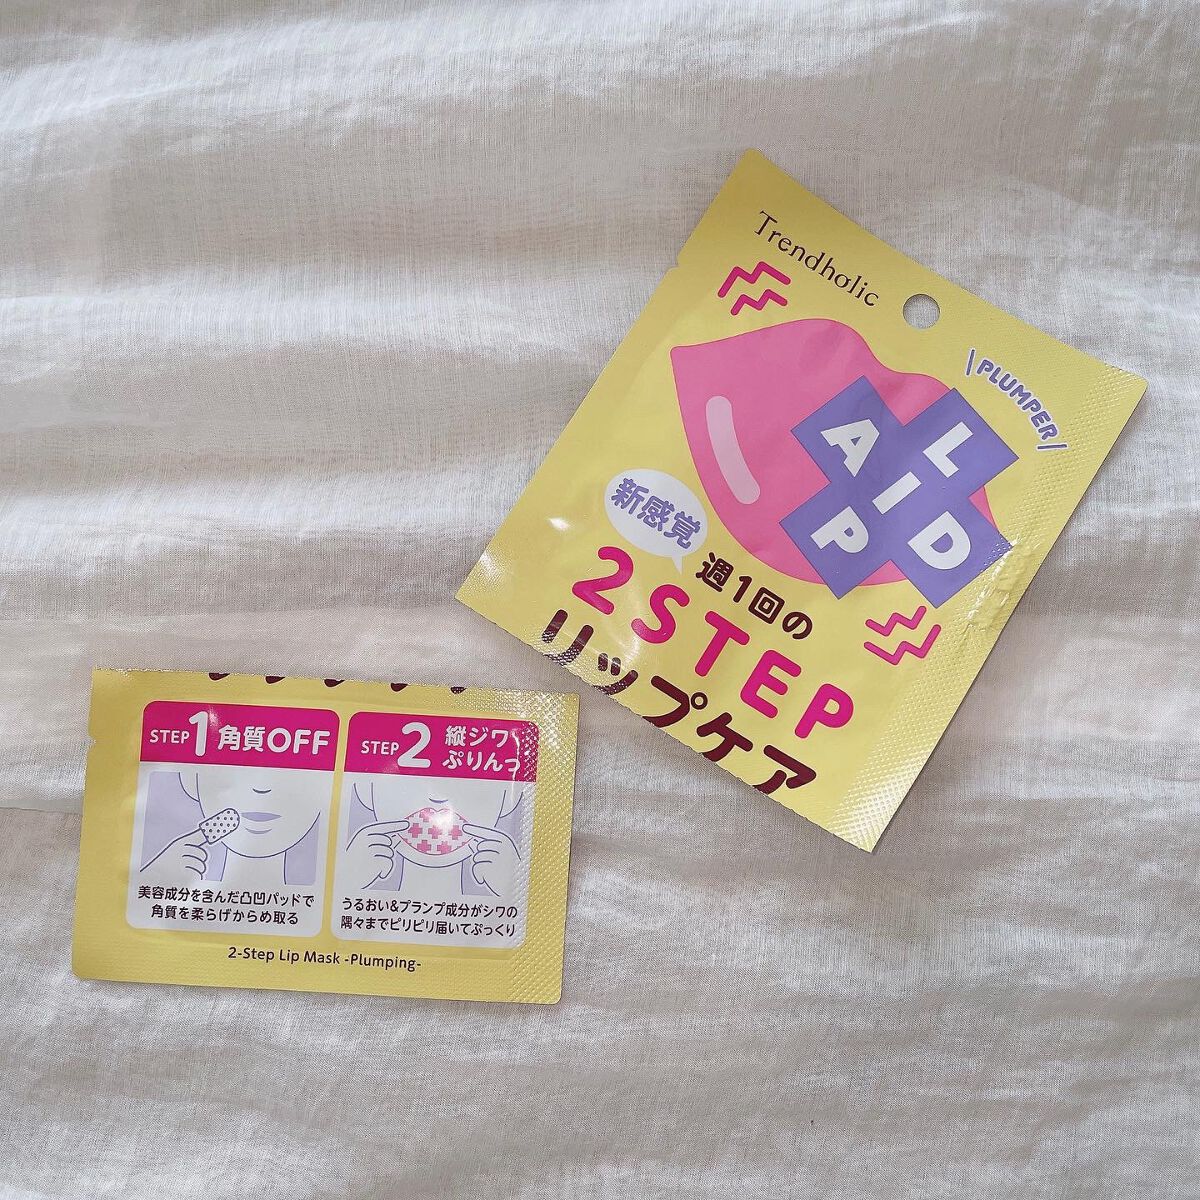 Trendholic
\PLUMPER/
LIP
AID
新感覚
週1回の
2STEP
リップケア
STEP1 角質OFF
美容成分を含んだ凸凹パッドで
角質を柔らげからめ取る
STEP2 縦ジワ
ぷりんっ
うるおい&プランプ成分がシワの
隅々までピリピリ届いてぷっくり
2-Step Lip Mask -Plumping-